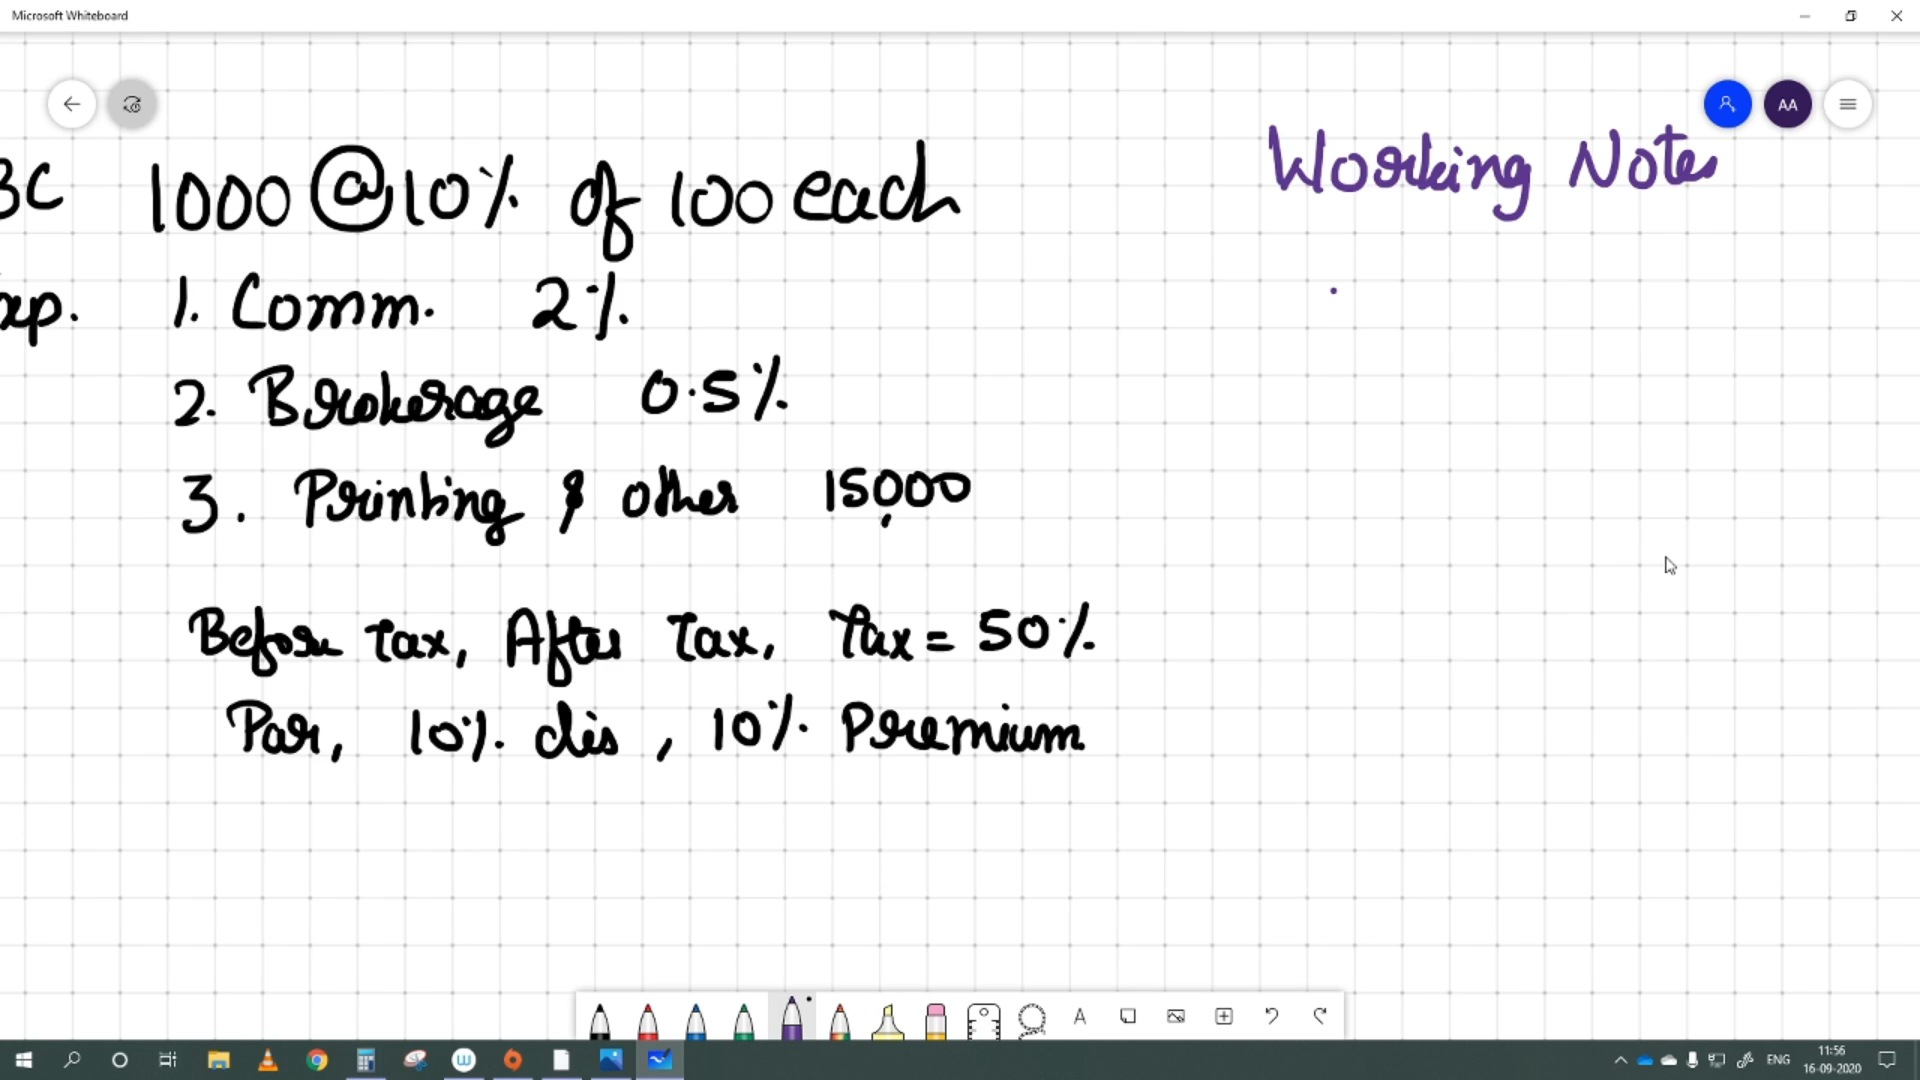 Microsoft Whiteboard
AA
BC 1000 @ 10% of 100 each
Working Notes
xp. 1. Comm. 2%.
2. Brokerage 0.5%.
3. Printing & other 15,000
Before tax, After tax, tax = 50%.
Par, 10%. dis, 10%. Premium
A
ENG
11:56
16-09-2020